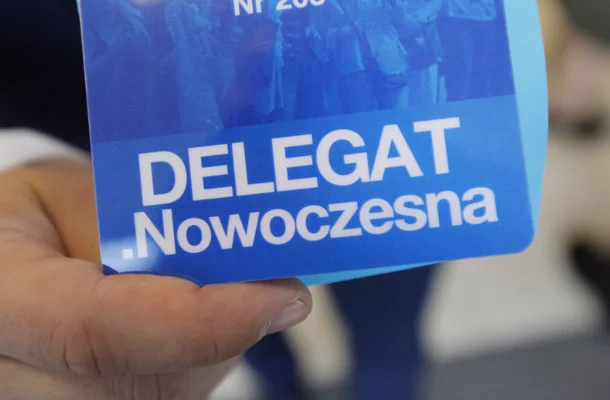 Nr
DELEGAT
.Nowoczesna